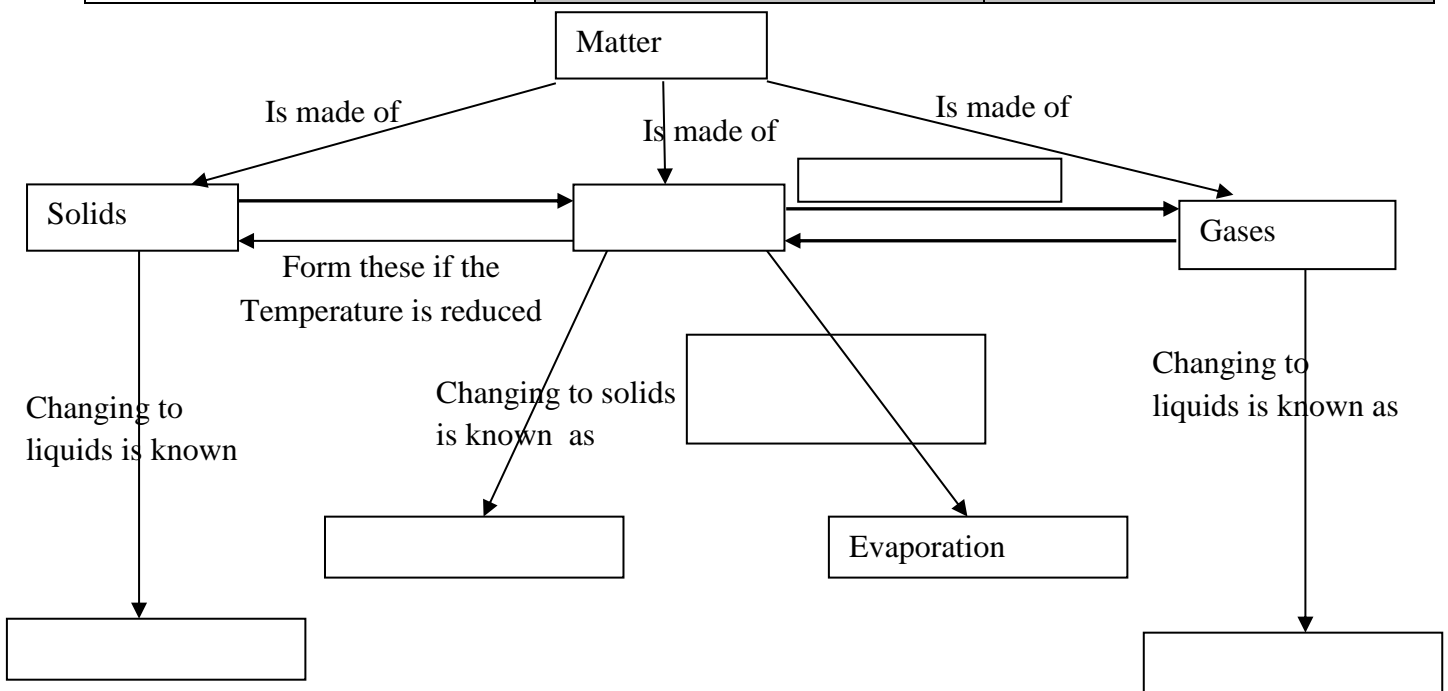 Matter
Is made of
Is made of
Is made of
Solids
Gases
Form these if the
Temperature is reduced
Changing to
liquids is known
Changing to solids
is known as
Changing to
liquids is known as
Evaporation